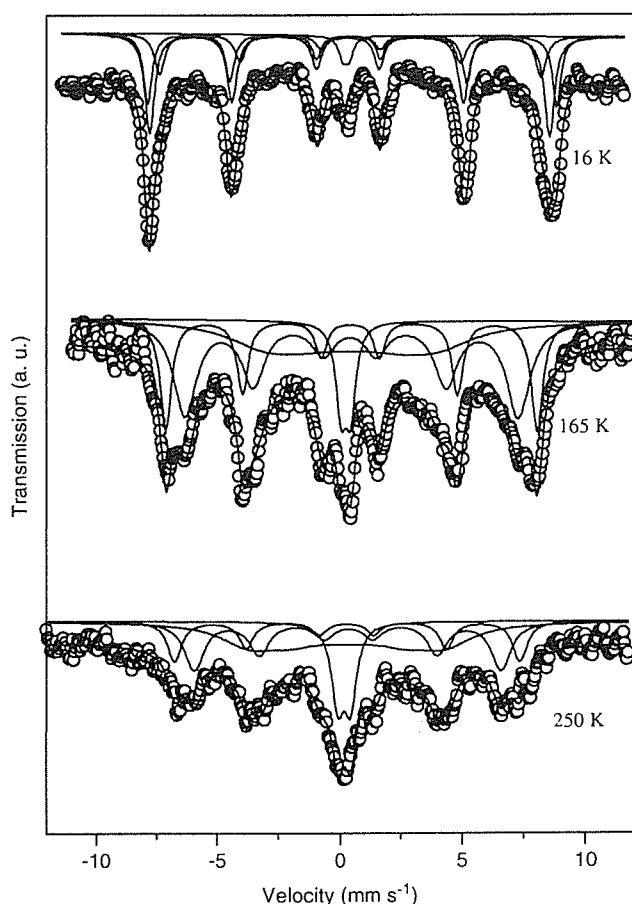 16 K
165 K
250 K
Transmission (a. u.)
-10 -5 0 5 10
Velocity (mm s⁻¹)